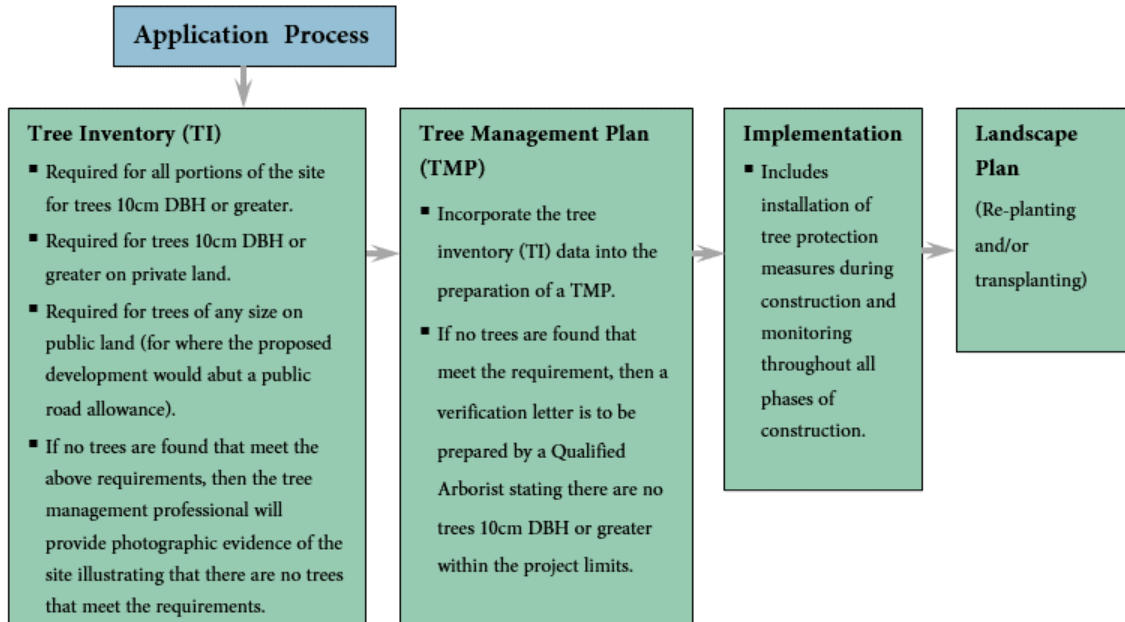 Application Process
Tree Inventory (TI)
▪ Required for all portions of the site
for trees 10cm DBH or greater.
▪ Required for trees 10cm DBH or
greater on private land.
▪ Required for trees of any size on
public land (for where the proposed
development would abut a public
road allowance).
▪ If no trees are found that meet the
above requirements, then the tree
management professional will
provide photographic evidence of the
site illustrating that there are no trees
that meet the requirements.
Tree Management Plan
(TMP)
▪ Incorporate the tree
inventory (TI) data into the
preparation of a TMP.
▪ If no trees are found that
meet the requirement, then a
verification letter is to be
prepared by a Qualified
Arborist stating there are no
trees 10cm DBH or greater
within the project limits.
Implementation
▪ Includes
installation of
tree protection
measures during
construction and
monitoring
throughout all
phases of
construction.
Landscape
Plan
(Re-planting
and/or
transplanting)